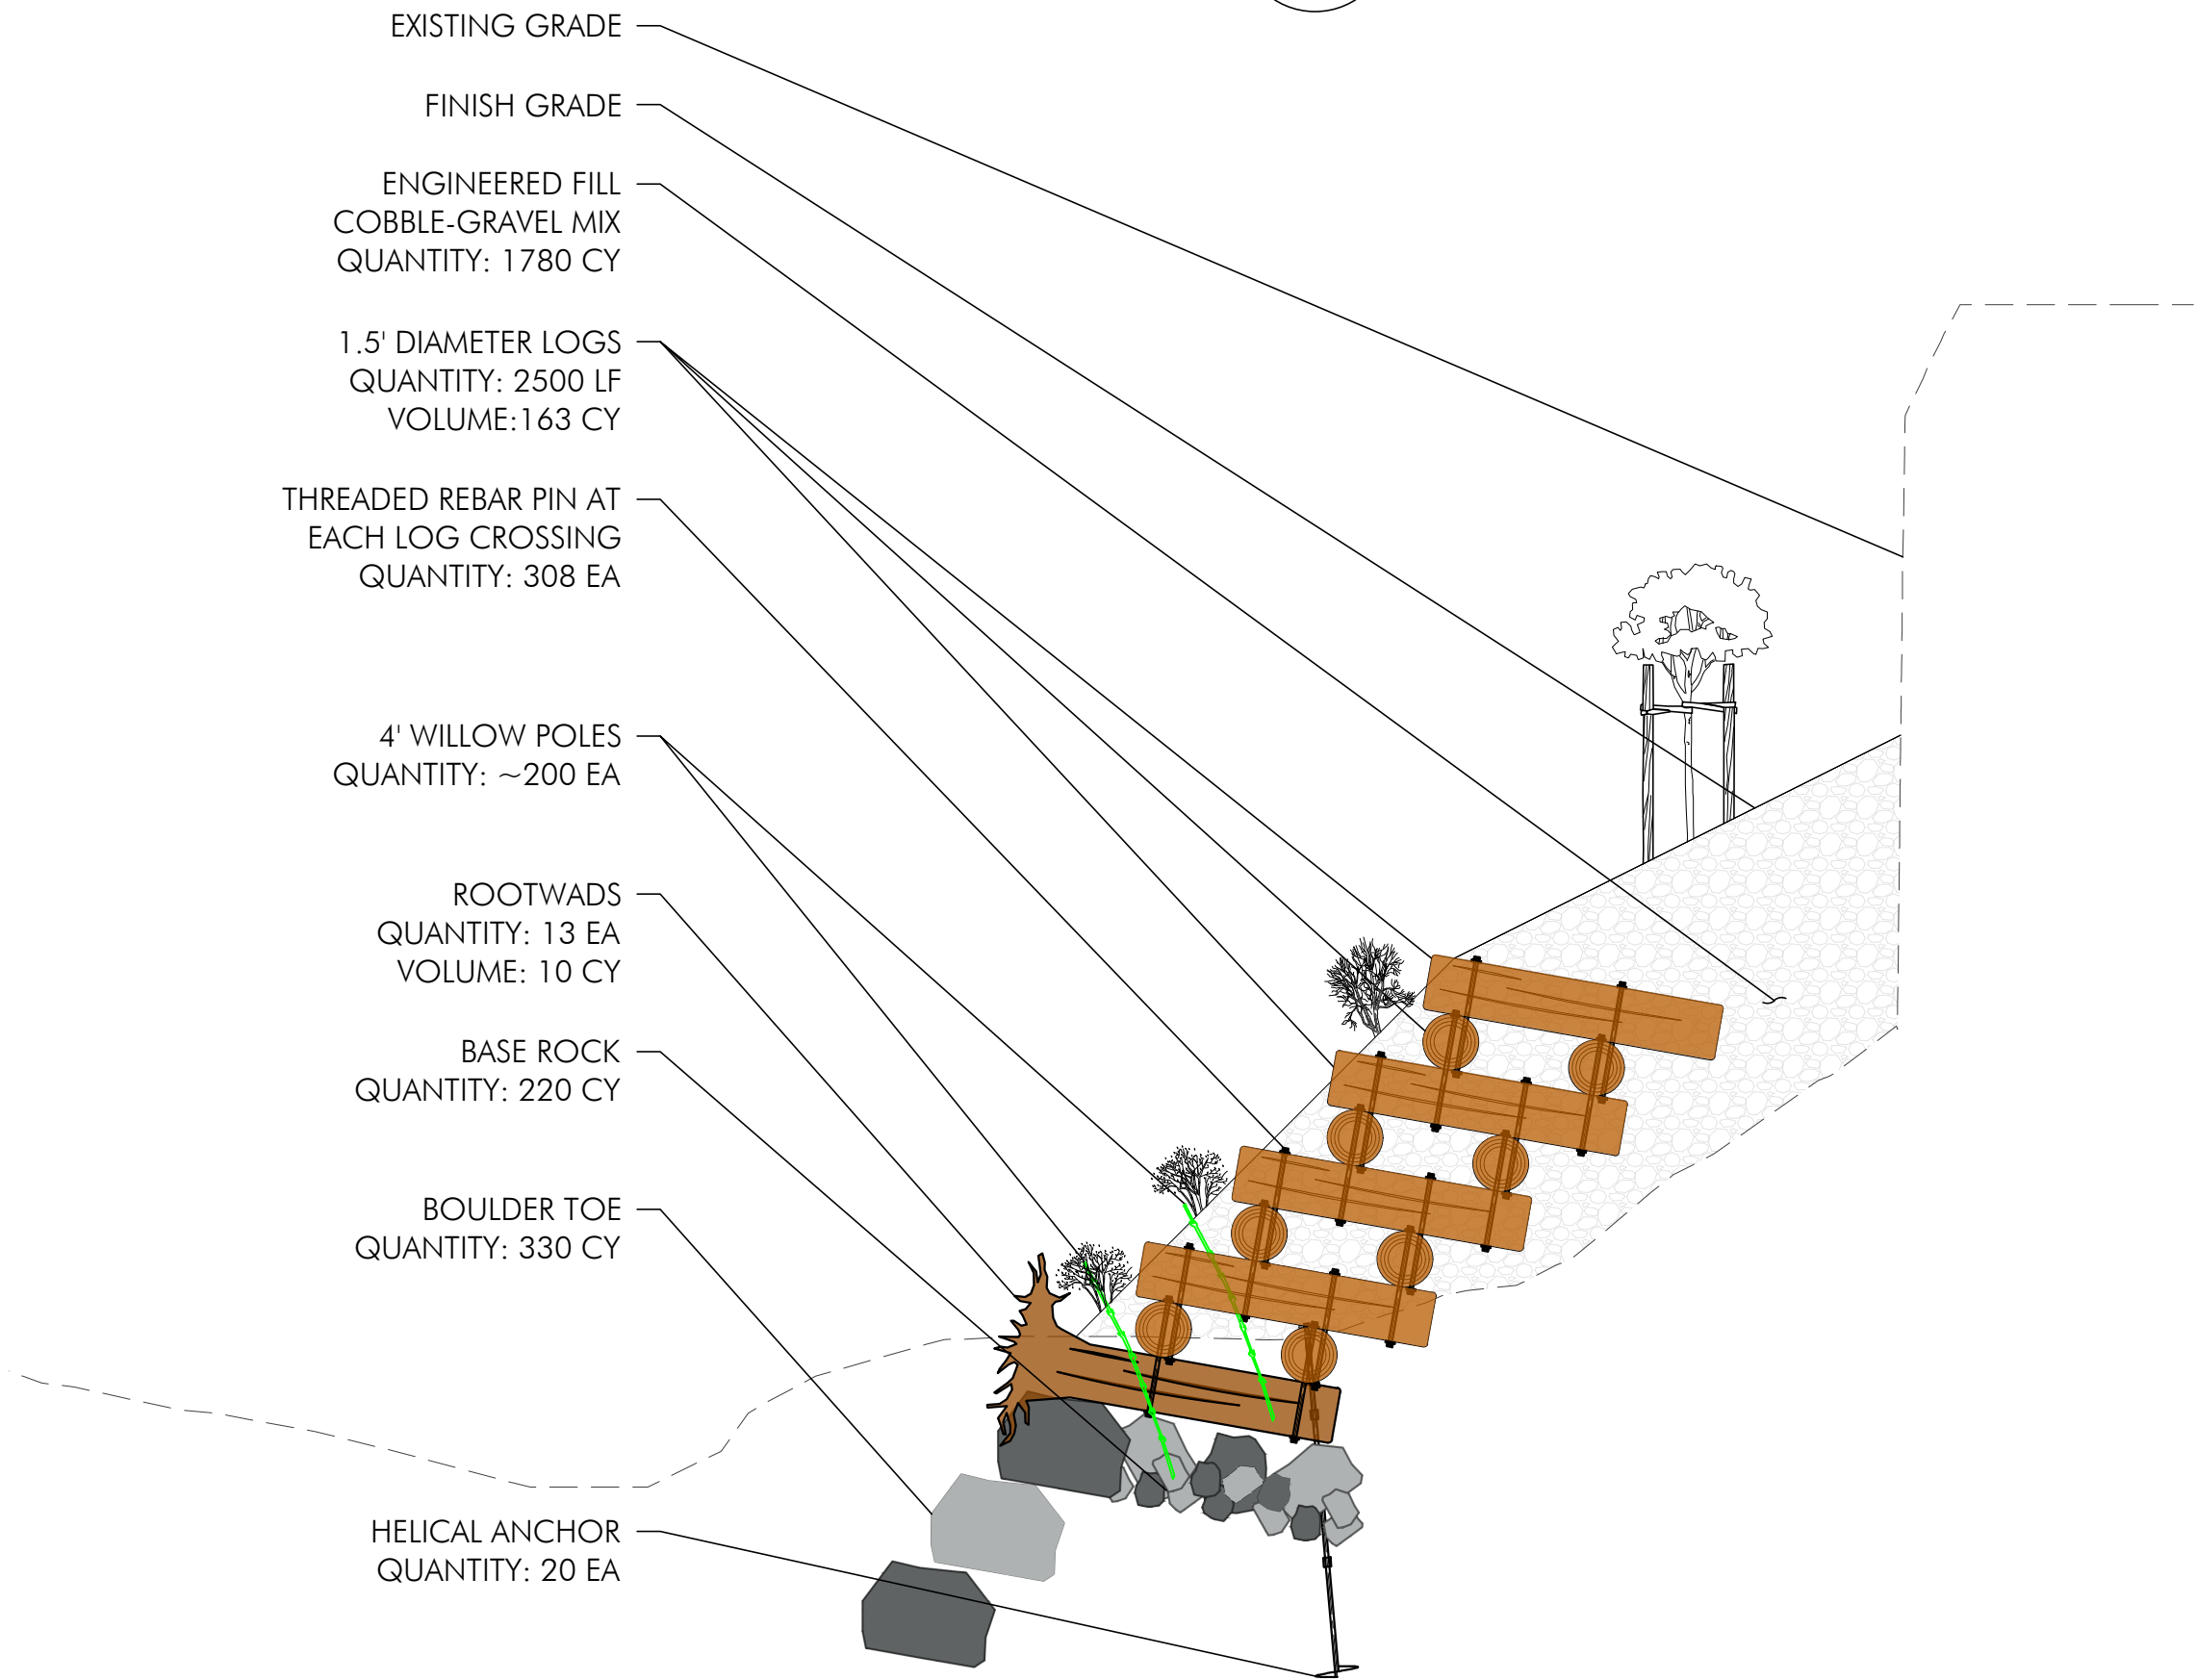 EXISTING GRADE
FINISH GRADE
ENGINEERED FILL
COBBLE-GRAVEL MIX
QUANTITY: 1780 CY
1.5' DIAMETER LOGS
QUANTITY: 2500 LF
VOLUME:163 CY
THREADED REBAR PIN AT
EACH LOG CROSSING
QUANTITY: 308 EA
4' WILLOW POLES
QUANTITY: ~200 EA
ROOTWADS
QUANTITY: 13 EA
VOLUME: 10 CY
BASE ROCK
QUANTITY: 220 CY
BOULDER TOE
QUANTITY: 330 CY
HELICAL ANCHOR
QUANTITY: 20 EA